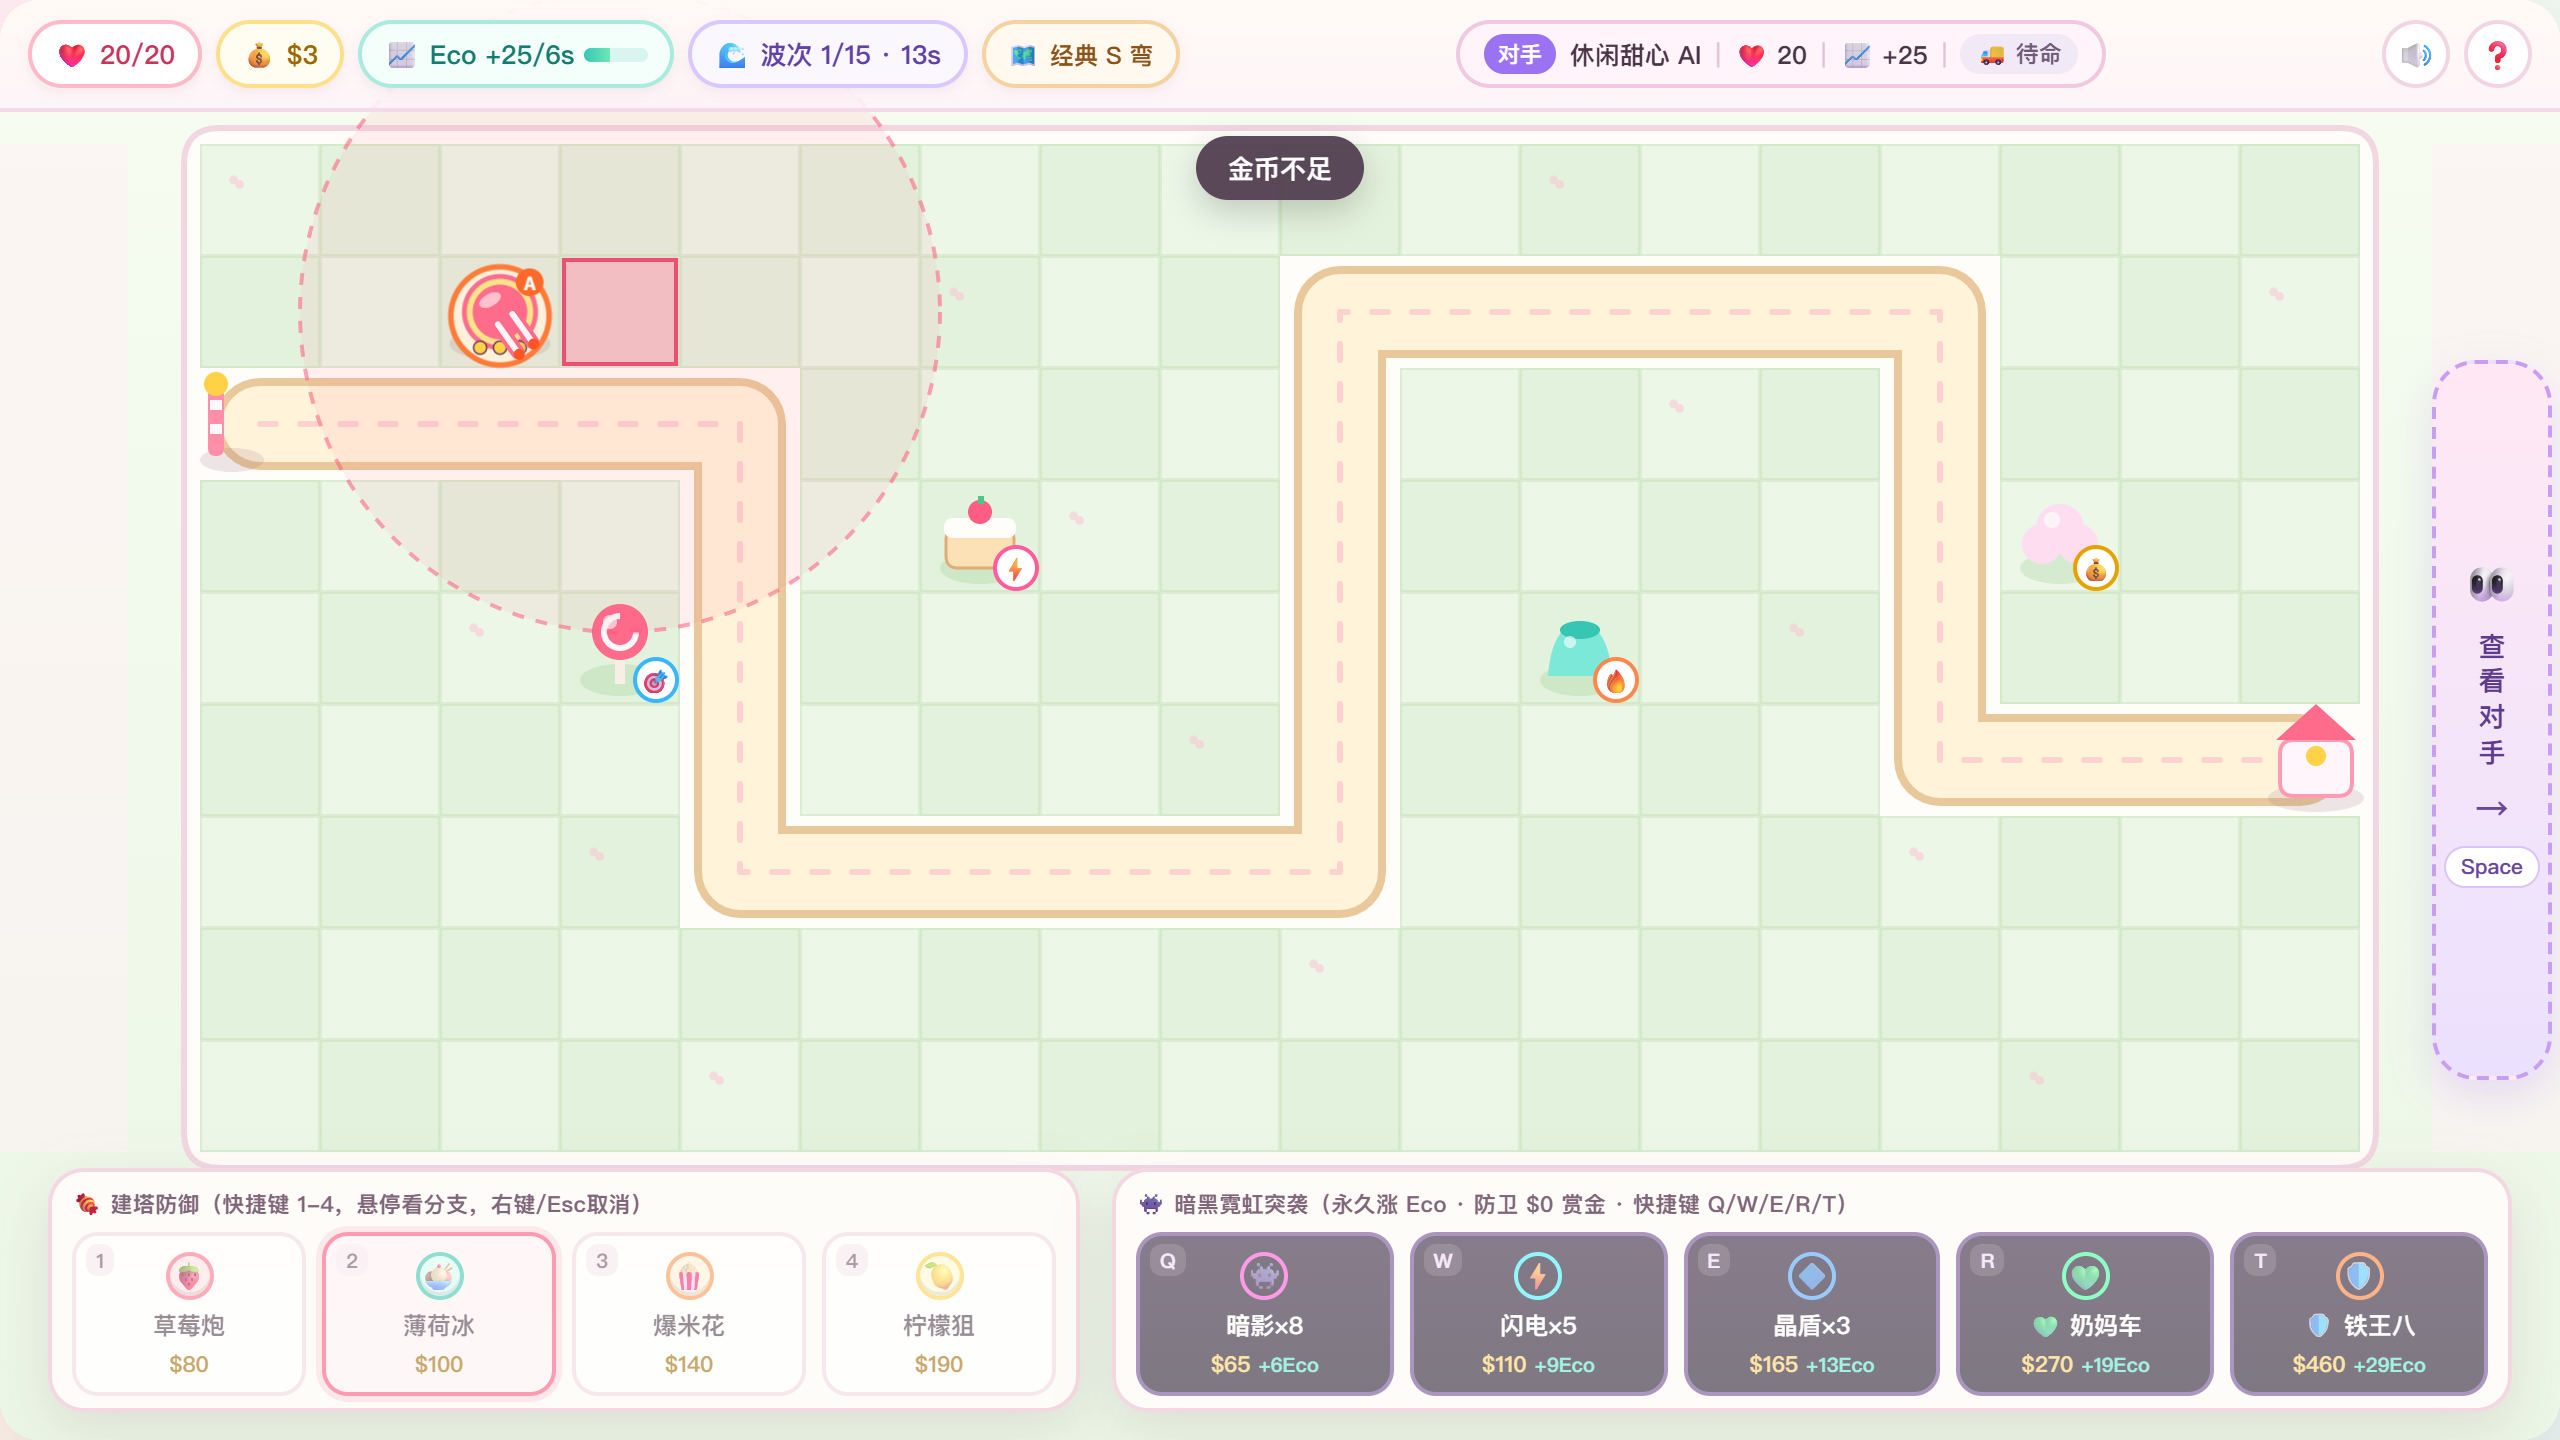 20/20
$3
Eco +25/6s
波次 1/15 · 13s
经典 S 弯
对手 休闲甜心 AI | 20 | +25 | 待命
金币不足
A
查看对手
→
Space
建塔防御（快捷键 1–4，悬停看分支，右键/Esc取消）
1
草莓炮
$80
2
薄荷冰
$100
3
爆米花
$140
4
柠檬狙
$190
暗黑霓虹突袭（永久涨 Eco · 防卫 $0 赏金 · 快捷键 Q/W/E/R/T）
Q
暗影×8
$65 +6Eco
W
闪电×5
$110 +9Eco
E
晶盾×3
$165 +13Eco
R
奶妈车
$270 +19Eco
T
铁王八
$460 +29Eco